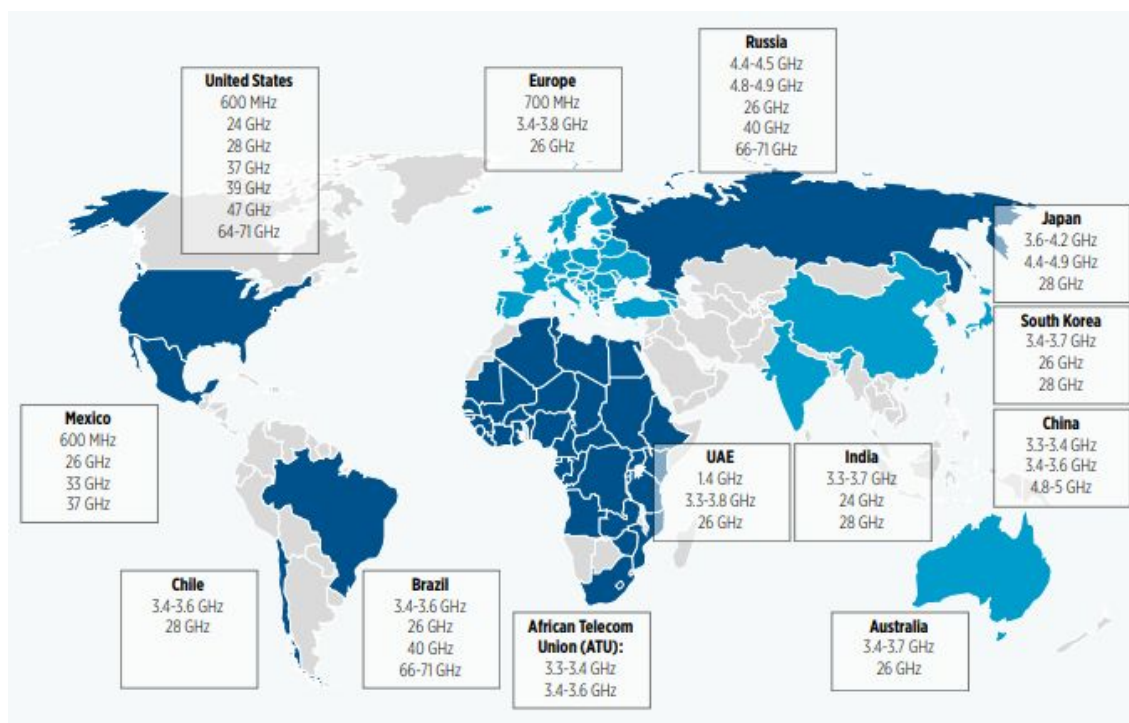 United States
600 MHz
24 GHz
28 GHz
37 GHz
39 GHz
47 GHz
64-71 GHz
Europe
700 MHz
3.4-3.8 GHz
26 GHz
Russia
4.4-4.5 GHz
4.8-4.9 GHz
26 GHz
40 GHz
66-71 GHz
Japan
3.6-4.2 GHz
4.4-4.9 GHz
28 GHz
South Korea
3.4-3.7 GHz
26 GHz
28 GHz
China
3.3-3.4 GHz
3.4-3.6 GHz
4.8-5 GHz
Mexico
600 MHz
26 GHz
33 GHz
37 GHz
UAE
1.4 GHz
3.3-3.8 GHz
26 GHz
India
3.3-3.7 GHz
24 GHz
28 GHz
Chile
3.4-3.6 GHz
28 GHz
Brazil
3.4-3.6 GHz
26 GHz
40 GHz
66-71 GHz
African Telecom
Union (ATU):
3.3-3.4 GHz
3.4-3.6 GHz
Australia
3.4-3.7 GHz
26 GHz